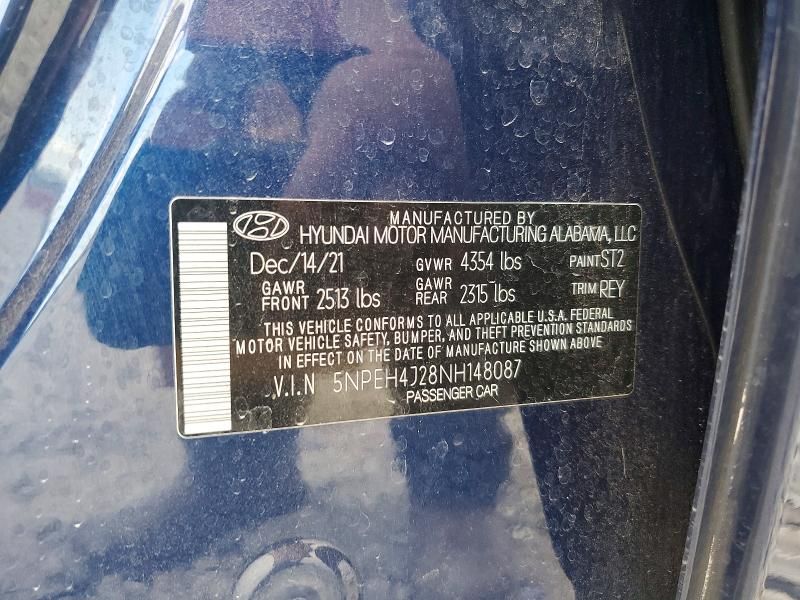 MANUFACTURED BY
HYUNDAI MOTOR MANUFACTURING ALABAMA, LLC
Dec/14/21 GVWR 4354 lbs PAINT ST2
GAWR FRONT 2513 lbs GAWR REAR 2315 lbs TRIM REY
THIS VEHICLE CONFORMS TO ALL APPLICABLE U.S.A. FEDERAL
MOTOR VEHICLE SAFETY, BUMPER, AND THEFT PREVENTION STANDARDS
IN EFFECT ON THE DATE OF MANUFACTURE SHOWN ABOVE
V.I.N 5NPEH4J28NH148087
PASSENGER CAR